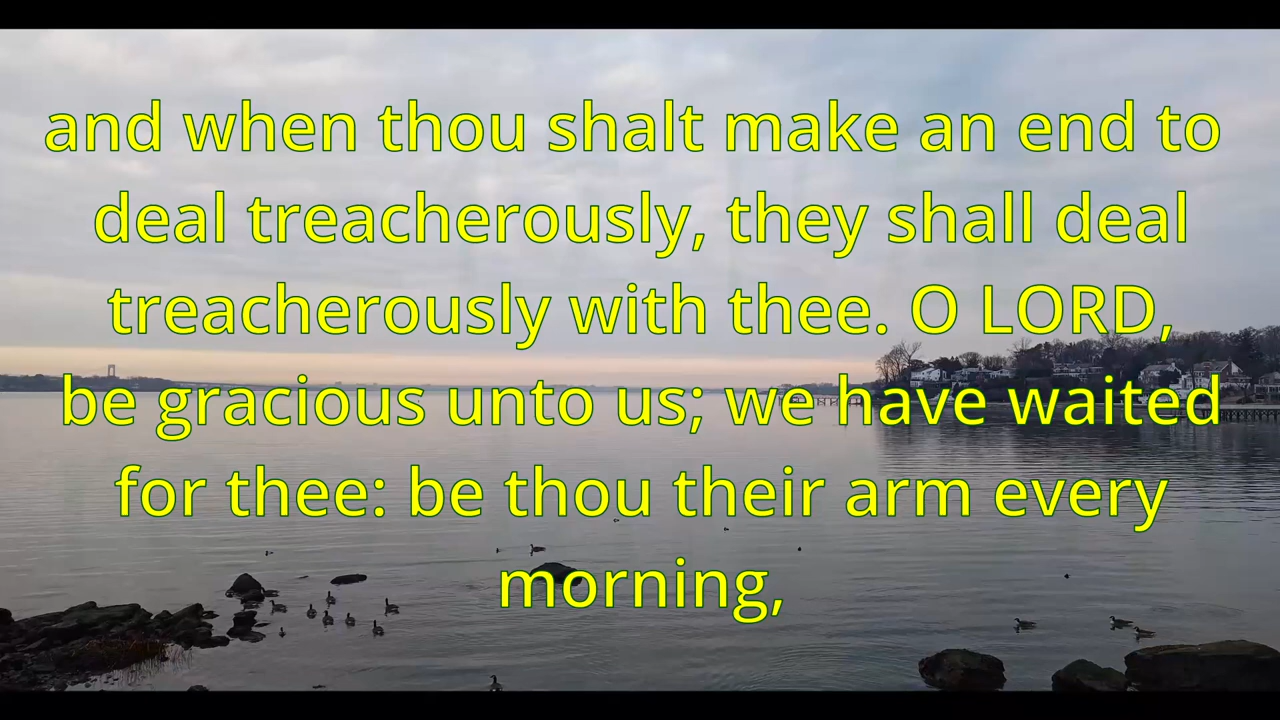 and when thou shalt make an end to
deal treacherously, they shall deal
treacherously with thee. O LORD,
be gracious unto us; we have waited
for thee: be thou their arm every
morning,